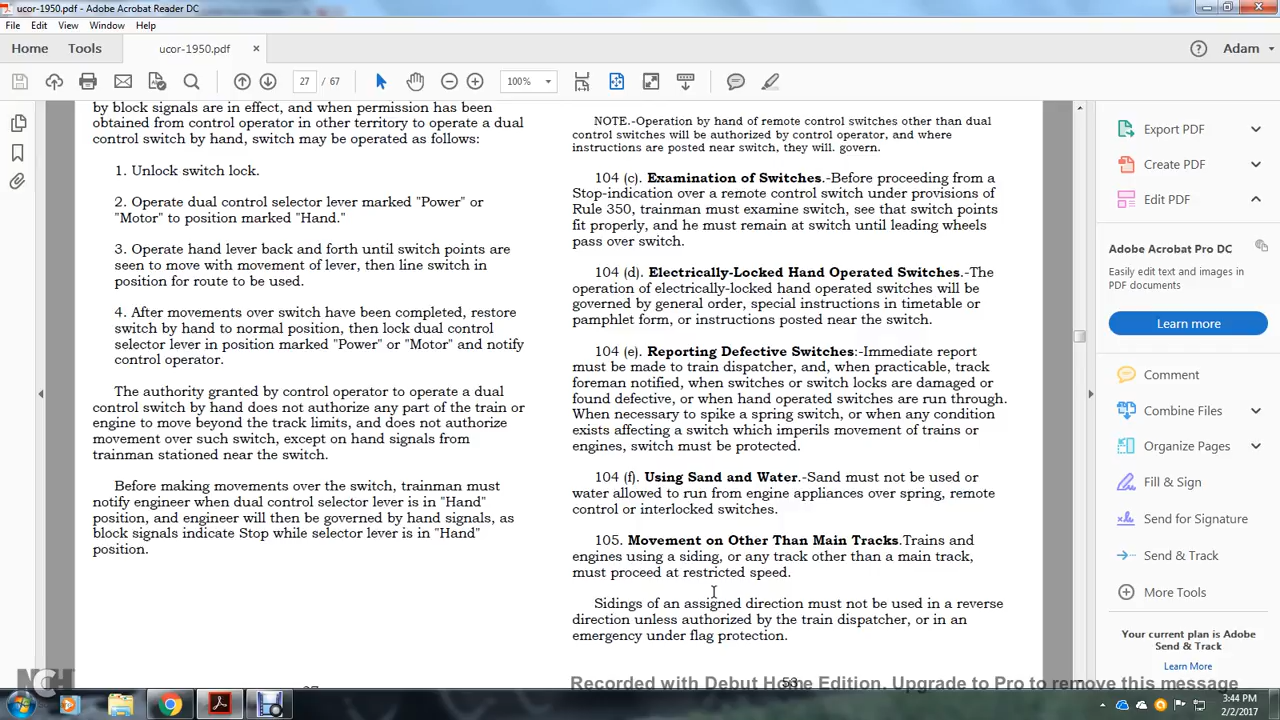 ucor-1950.pdf - Adobe Acrobat Reader DC
File Edit View Window Help
Home Tools ucor-1950.pdf × Adam
27 / 67 100%
by block signals are in effect, and when permission has been
obtained from control operator in other territory to operate a dual
control switch by hand, switch may be operated as follows:
1. Unlock switch lock.
2. Operate dual control selector lever marked "Power" or
"Motor" to position marked "Hand."
3. Operate hand lever back and forth until switch points are
seen to move with movement of lever, then line switch in
position for route to be used.
4. After movements over switch have been completed, restore
switch by hand to normal position, then lock dual control
selector lever in position marked "Power" or "Motor" and notify
control operator.
The authority granted by control operator to operate a dual
control switch by hand does not authorize any part of the train or
engine to move beyond the track limits, and does not authorize
movement over such switch, except on hand signals from
trainman stationed near the switch.
Before making movements over the switch, trainman must
notify engineer when dual control selector lever is in "Hand"
position, and engineer will then be governed by hand signals, as
block signals indicate Stop while selector lever is in "Hand"
position.
NOTE.-Operation by hand of remote control switches other than dual
control switches will be authorized by control operator, and where
instructions are posted near switch, they will. govern.
104 (c). Examination of Switches.-Before proceeding from a
Stop-indication over a remote control switch under provisions of
Rule 350, trainman must examine switch, see that switch points
fit properly, and he must remain at switch until leading wheels
pass over switch.
104 (d). Electrically-Locked Hand Operated Switches.-The
operation of electrically-locked hand operated switches will be
governed by general order, special instructions in timetable or
pamphlet form, or instructions posted near the switch.
104 (e). Reporting Defective Switches:-Immediate report
must be made to train dispatcher, and, when practicable, track
foreman notified, when switches or switch locks are damaged or
found defective, or when hand operated switches are run through.
When necessary to spike a spring switch, or when any condition
exists affecting a switch which imperils movement of trains or
engines, switch must be protected.
104 (f). Using Sand and Water.-Sand must not be used or
water allowed to run from engine appliances over spring, remote
control or interlocked switches.
105. Movement on Other Than Main Tracks.Trains and
engines using a siding, or any track other than a main track,
must proceed at restricted speed.
Sidings of an assigned direction must not be used in a reverse
direction unless authorized by the train dispatcher, or in an
emergency under flag protection.
53
Export PDF
Create PDF
Edit PDF
Adobe Acrobat Pro DC
Easily edit text and images in
PDF documents
Learn more
Comment
Combine Files
Organize Pages
Fill & Sign
Send for Signature
Send & Track
More Tools
Your current plan is Adobe
Send & Track
Learn More
NCH
Recorded with Debut Home Edition. Upgrade to Pro to remove this message
3:44 PM
2/2/2017